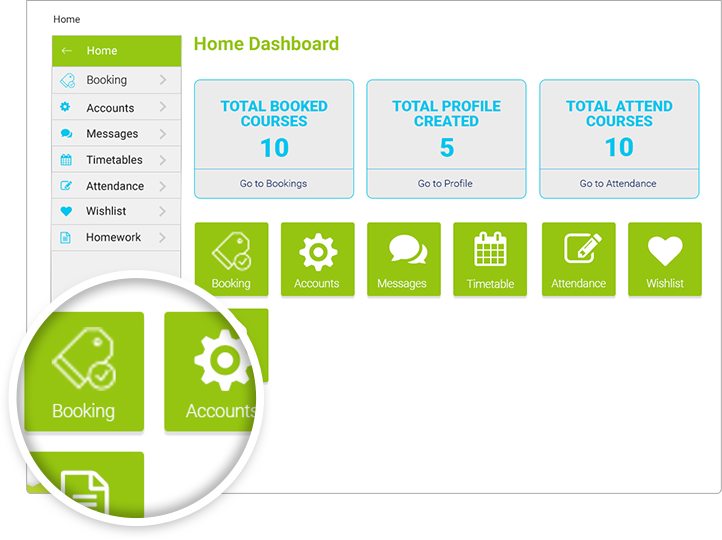 Home
Home
Home Dashboard
Booking
Accounts
Messages
Timetables
Attendance
Wishlist
Homework
TOTAL BOOKED
COURSES
10
Go to Bookings
TOTAL PROFILE
CREATED
5
Go to Profile
TOTAL ATTEND
COURSES
10
Go to Attendance
Booking
Accounts
Messages
Timetable
Attendance
Wishlist
Booking
Accounts